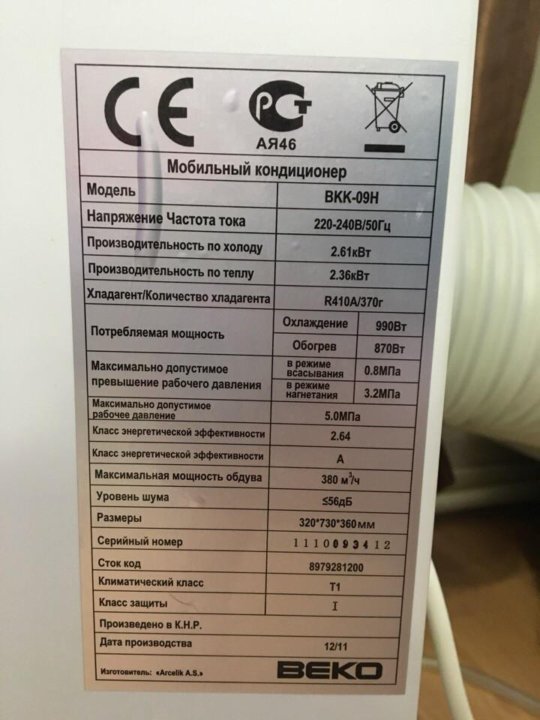 CE PCT
АЯ46
Мобильный кондиционер
Модель BKK-09H
Напряжение Частота тока 220-240В/50Гц
Производительность по холоду 2.61кВт
Производительность по теплу 2.36кВт
Хладагент/Количество хладагента R410A/370г
Потребляемая мощность Охлаждение 990Вт
Обогрев 870Вт
Максимально допустимое превышение рабочего давления в режиме всасывания 0.8МПа
в режиме нагнетания 3.2МПа
Максимально допустимое рабочее давление 5.0МПа
Класс энергетической эффективности 2.64
Класс энергетической эффективности A
Максимальная мощность обдува 380 м³/ч
Уровень шума ≤56дБ
Размеры 320*730*360мм
Серийный номер 1110093412
Сток код 8979281200
Климатический класс T1
Класс защиты I
Произведено в К.Н.Р.
Дата производства 12/11
Изготовитель: «Arcelik A.S.» BEKO